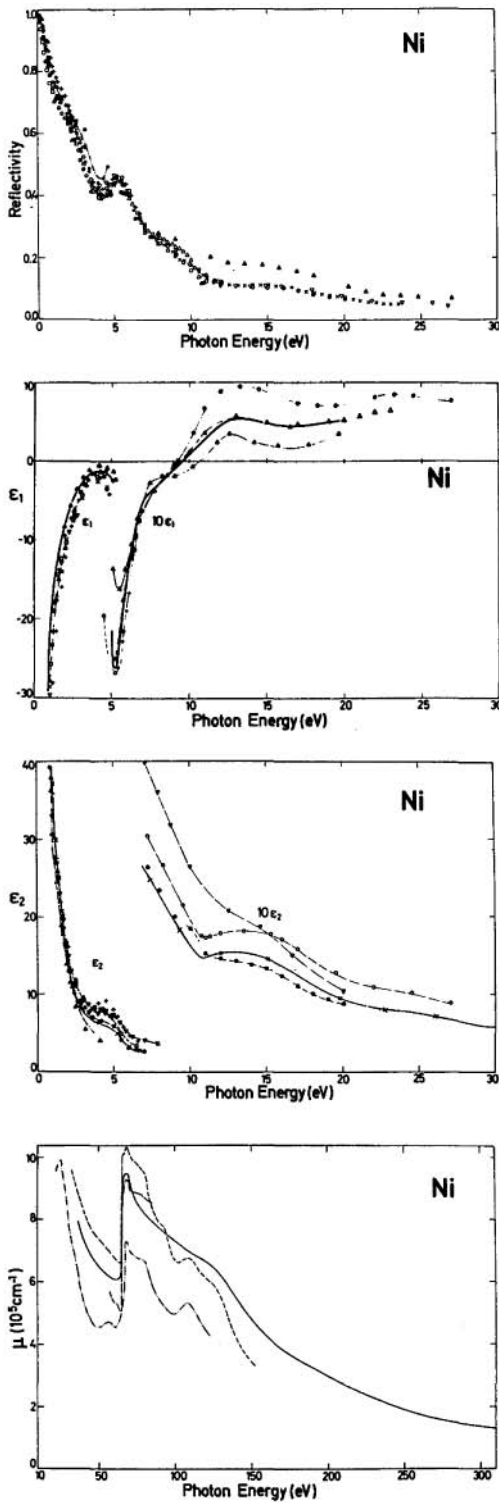 Ni
1.0
0.8
0.6
0.4
0.2
0.0
Reflectivity
0 5 10 15 20 25 30
Photon Energy (eV)
10
0
-10
-20
-30
ε1
ε1
10ε1
Ni
0 5 10 15 20 25 30
Photon Energy (eV)
40
30
20
10
0
ε2
Ni
ε2
10ε2
0 5 10 15 20 25 30
Photon Energy (eV)
10
8
6
4
2
0
μ (10⁵cm⁻¹)
Ni
10 50 100 150 200 250 300
Photon Energy (eV)